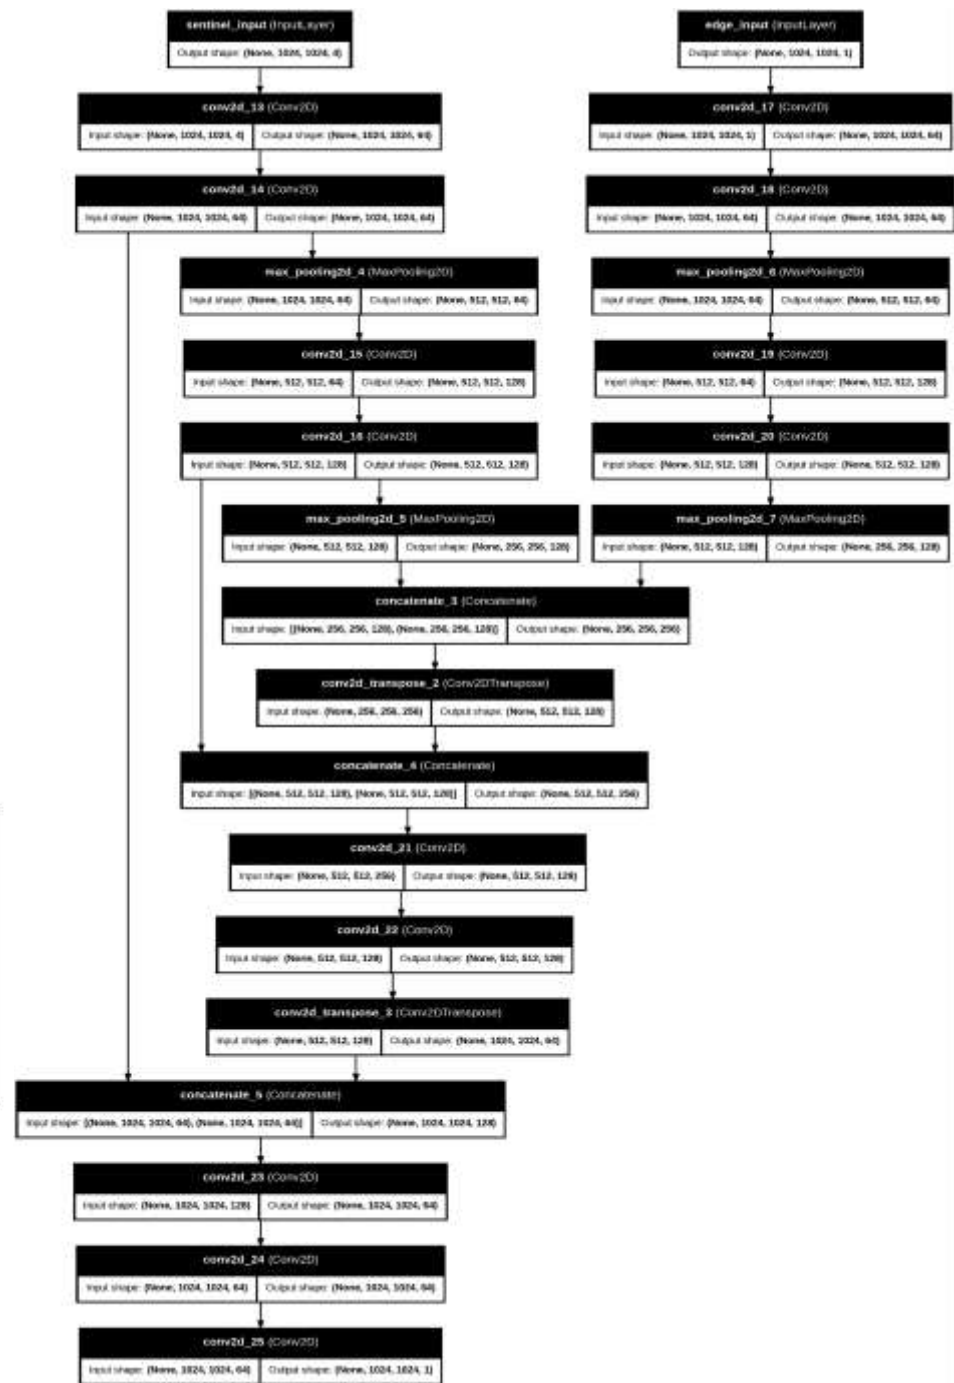 sentinel_input (InputLayer)
Output shape: (None, 1024, 1024, 4)
edge_input (InputLayer)
Output shape: (None, 1024, 1024, 1)
conv2d_13 (Conv2D)
Input shape: (None, 1024, 1024, 4) Output shape: (None, 1024, 1024, 64)
conv2d_17 (Conv2D)
Input shape: (None, 1024, 1024, 1) Output shape: (None, 1024, 1024, 64)
conv2d_14 (Conv2D)
Input shape: (None, 1024, 1024, 64) Output shape: (None, 1024, 1024, 64)
conv2d_18 (Conv2D)
Input shape: (None, 1024, 1024, 64) Output shape: (None, 1024, 1024, 64)
max_pooling2d_4 (MaxPooling2D)
Input shape: (None, 1024, 1024, 64) Output shape: (None, 512, 512, 64)
max_pooling2d_6 (MaxPooling2D)
Input shape: (None, 1024, 1024, 64) Output shape: (None, 512, 512, 64)
conv2d_15 (Conv2D)
Input shape: (None, 512, 512, 64) Output shape: (None, 512, 512, 128)
conv2d_19 (Conv2D)
Input shape: (None, 512, 512, 64) Output shape: (None, 512, 512, 128)
conv2d_16 (Conv2D)
Input shape: (None, 512, 512, 128) Output shape: (None, 512, 512, 128)
conv2d_20 (Conv2D)
Input shape: (None, 512, 512, 128) Output shape: (None, 512, 512, 128)
max_pooling2d_5 (MaxPooling2D)
Input shape: (None, 512, 512, 128) Output shape: (None, 256, 256, 128)
max_pooling2d_7 (MaxPooling2D)
Input shape: (None, 512, 512, 128) Output shape: (None, 256, 256, 128)
concatenate_3 (Concatenate)
Input shape: [(None, 256, 256, 128), (None, 256, 256, 128)] Output shape: (None, 256, 256, 256)
conv2d_transpose_2 (Conv2DTranspose)
Input shape: (None, 256, 256, 256) Output shape: (None, 512, 512, 128)
concatenate_4 (Concatenate)
Input shape: [(None, 512, 512, 128), (None, 512, 512, 128)] Output shape: (None, 512, 512, 256)
conv2d_21 (Conv2D)
Input shape: (None, 512, 512, 256) Output shape: (None, 512, 512, 128)
conv2d_22 (Conv2D)
Input shape: (None, 512, 512, 128) Output shape: (None, 512, 512, 128)
conv2d_transpose_3 (Conv2DTranspose)
Input shape: (None, 512, 512, 128) Output shape: (None, 1024, 1024, 64)
concatenate_5 (Concatenate)
Input shape: [(None, 1024, 1024, 64), (None, 1024, 1024, 64)] Output shape: (None, 1024, 1024, 128)
conv2d_23 (Conv2D)
Input shape: (None, 1024, 1024, 128) Output shape: (None, 1024, 1024, 64)
conv2d_24 (Conv2D)
Input shape: (None, 1024, 1024, 64) Output shape: (None, 1024, 1024, 64)
conv2d_25 (Conv2D)
Input shape: (None, 1024, 1024, 64) Output shape: (None, 1024, 1024, 1)